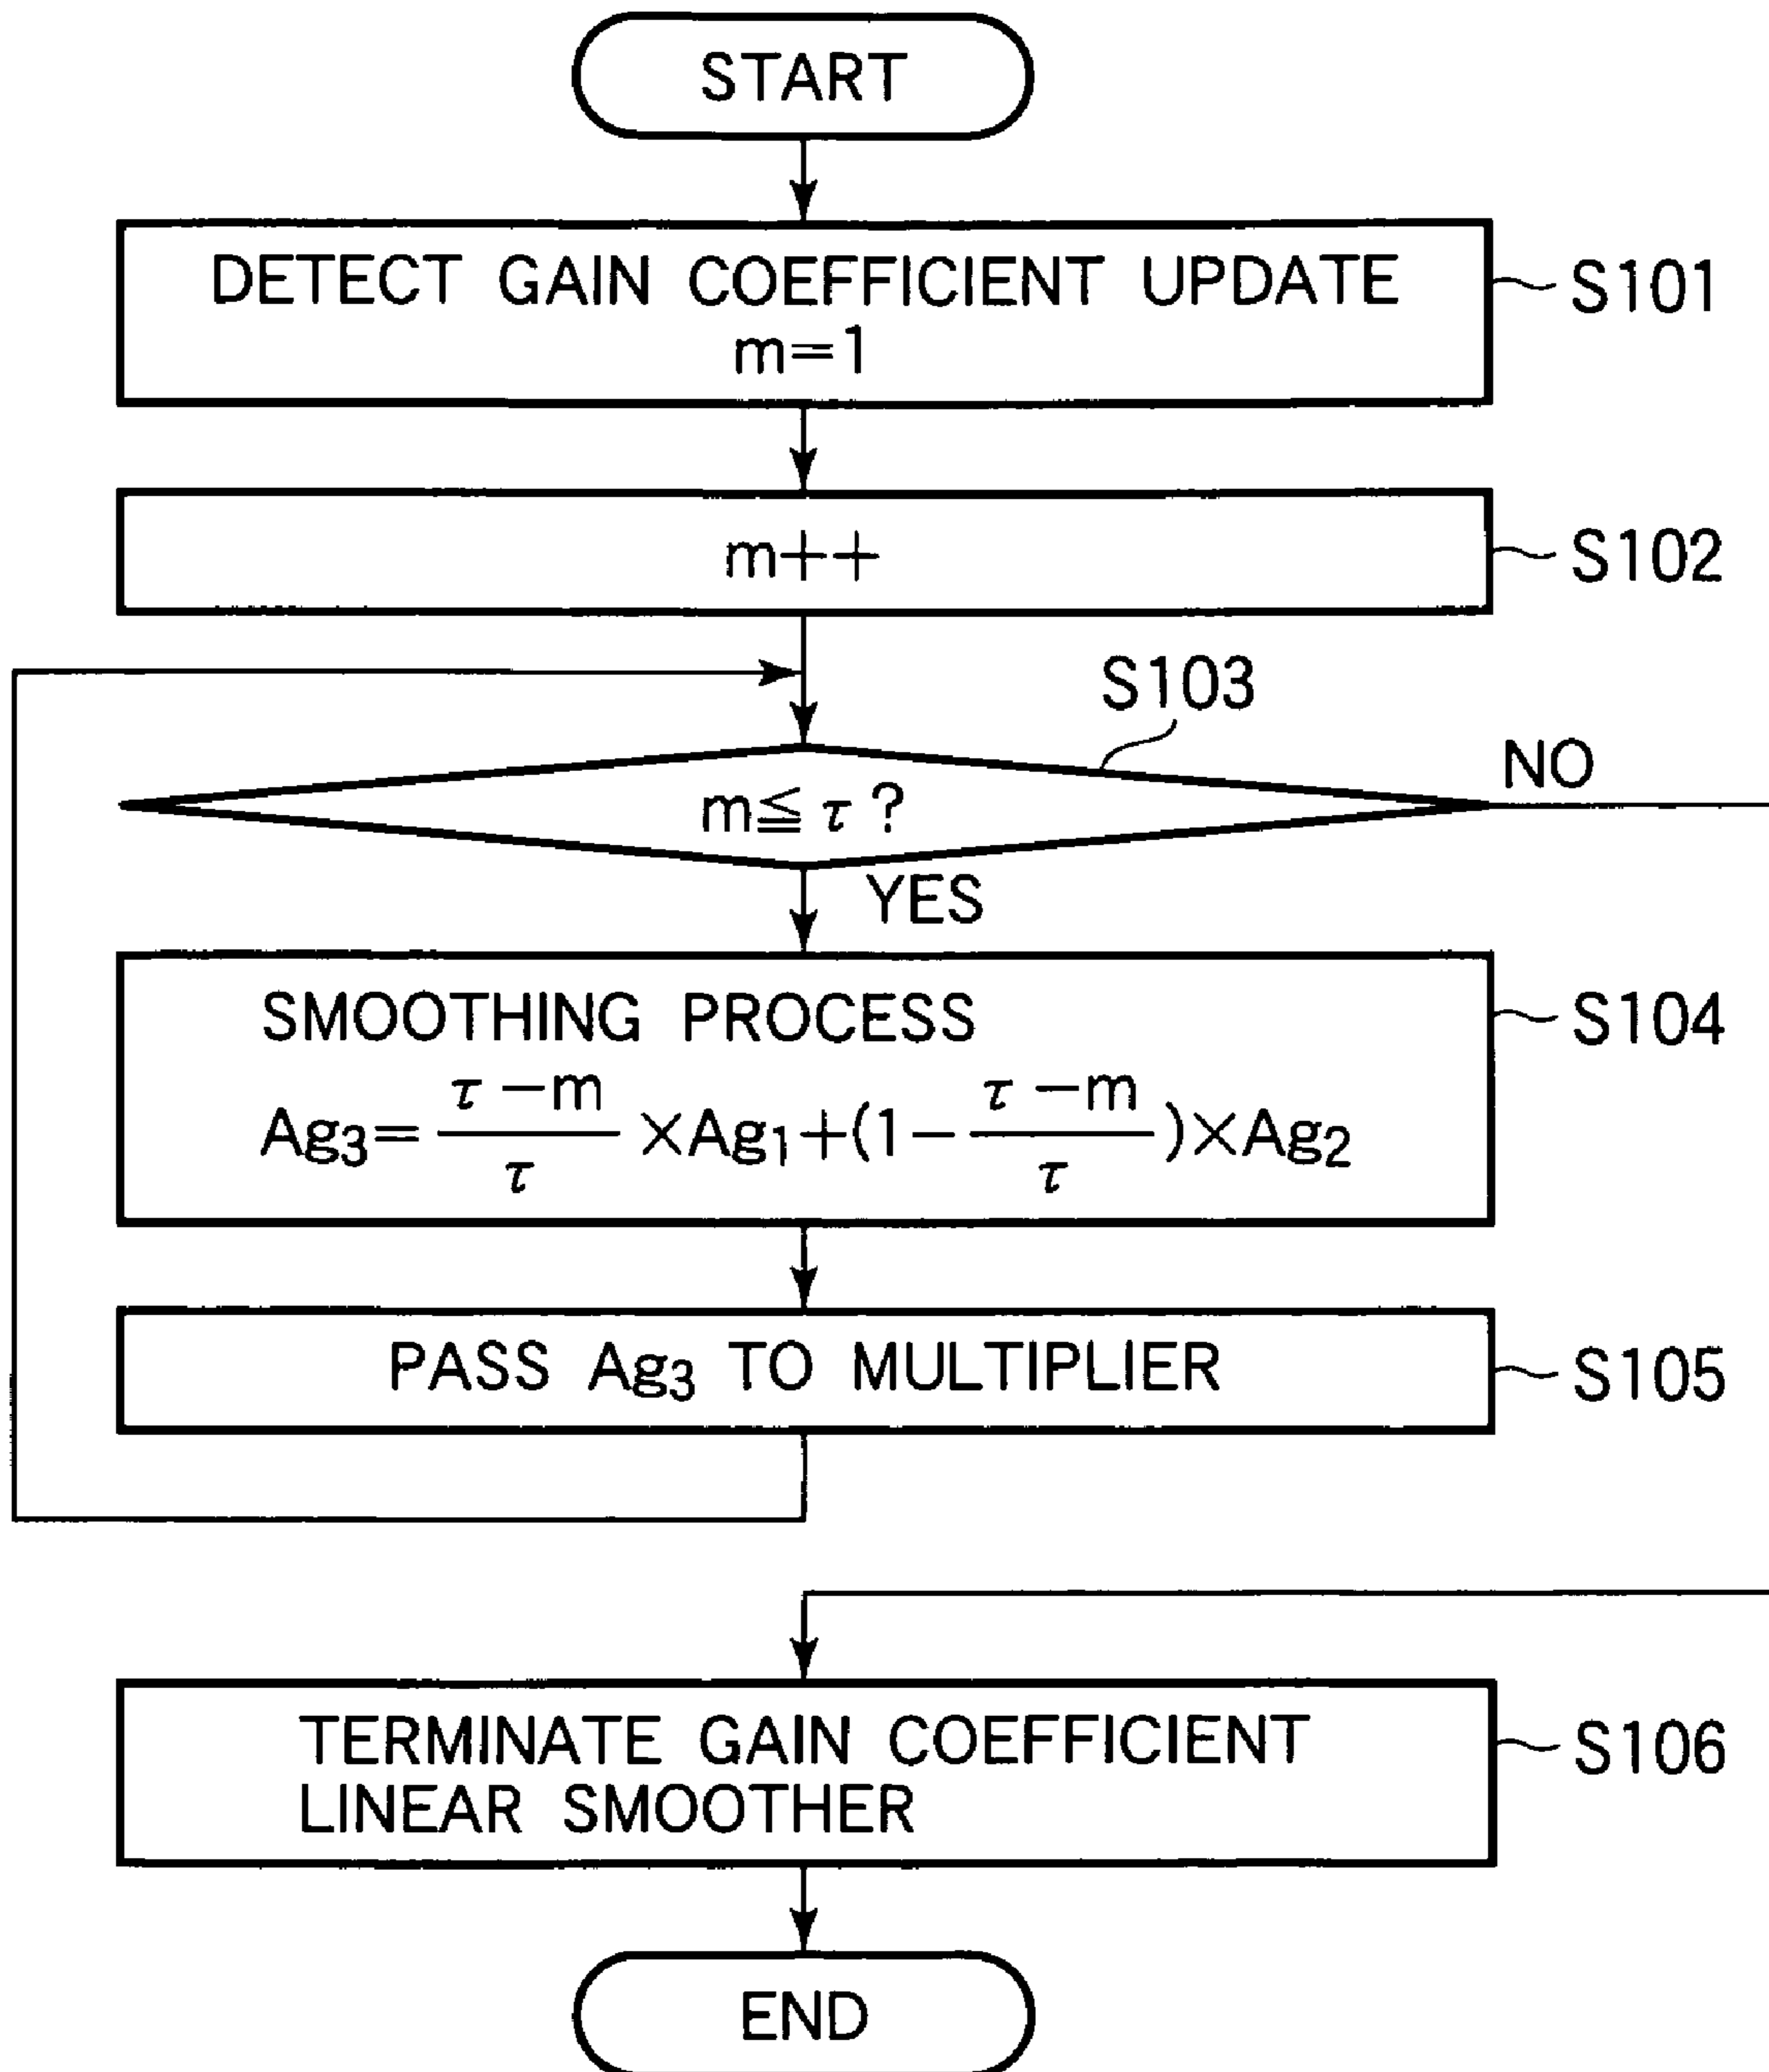 START
DETECT GAIN COEFFICIENT UPDATE
m=1
S101
m++
S102
S103
m≦τ?
NO
YES
SMOOTHING PROCESS
Ag₃= (τ−m)/τ ×Ag₁+(1−(τ−m)/τ)×Ag₂
S104
PASS Ag₃ TO MULTIPLIER
S105
TERMINATE GAIN COEFFICIENT
LINEAR SMOOTHER
S106
END